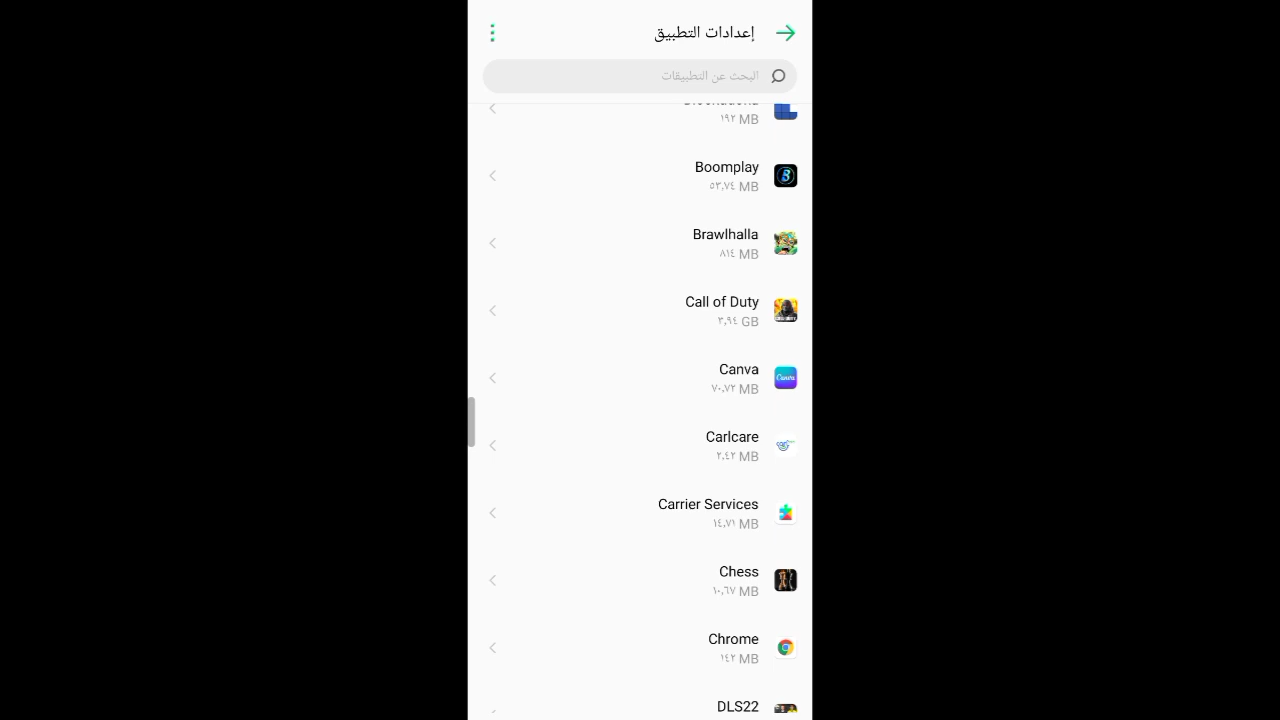 إعدادات التطبيق
البحث عن التطبيقات
١٩٢ MB
Boomplay
٥٣,٧٤ MB
Brawlhalla
٨١٤ MB
Call of Duty
٣,٩٤ GB
Canva
٧٠,٧٢ MB
Carlcare
٢,٤٢ MB
Carrier Services
١٤,٧١ MB
Chess
١٠,٦٧ MB
Chrome
١٤٢ MB
DLS22